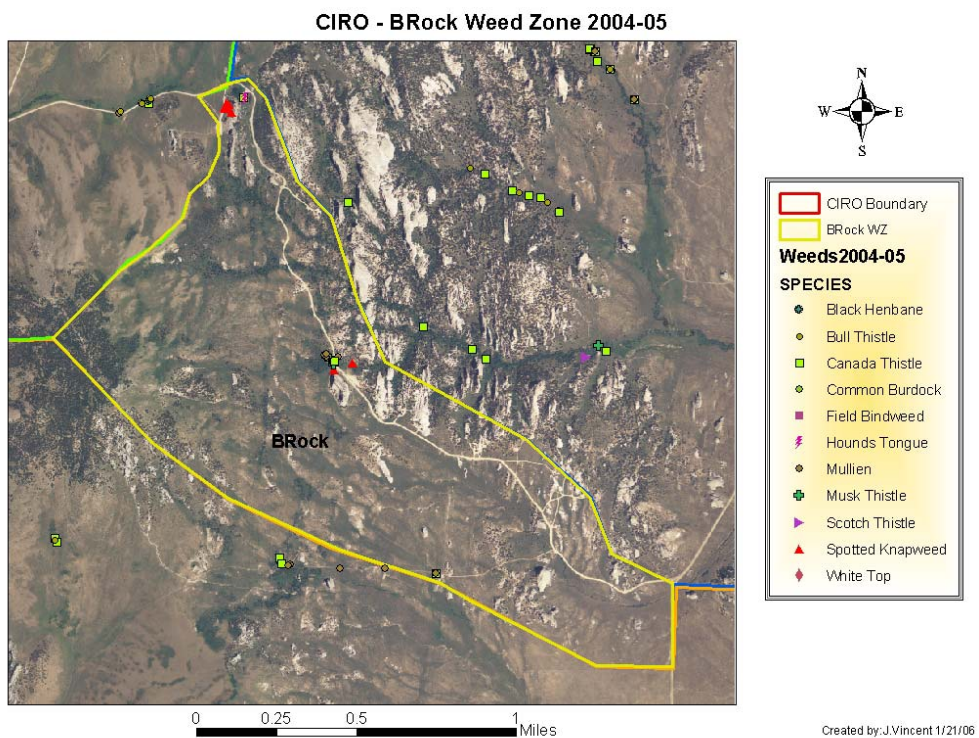 CIRO - BRock Weed Zone 2004-05
N
W E
S
CIRO Boundary
BRock WZ
Weeds2004-05
SPECIES
Black Henbane
Bull Thistle
Canada Thistle
Common Burdock
Field Bindweed
Hounds Tongue
Mullien
Musk Thistle
Scotch Thistle
Spotted Knapweed
White Top
BRock
0 0.25 0.5 1
Miles
Created by:J.Vincent 1/21/06